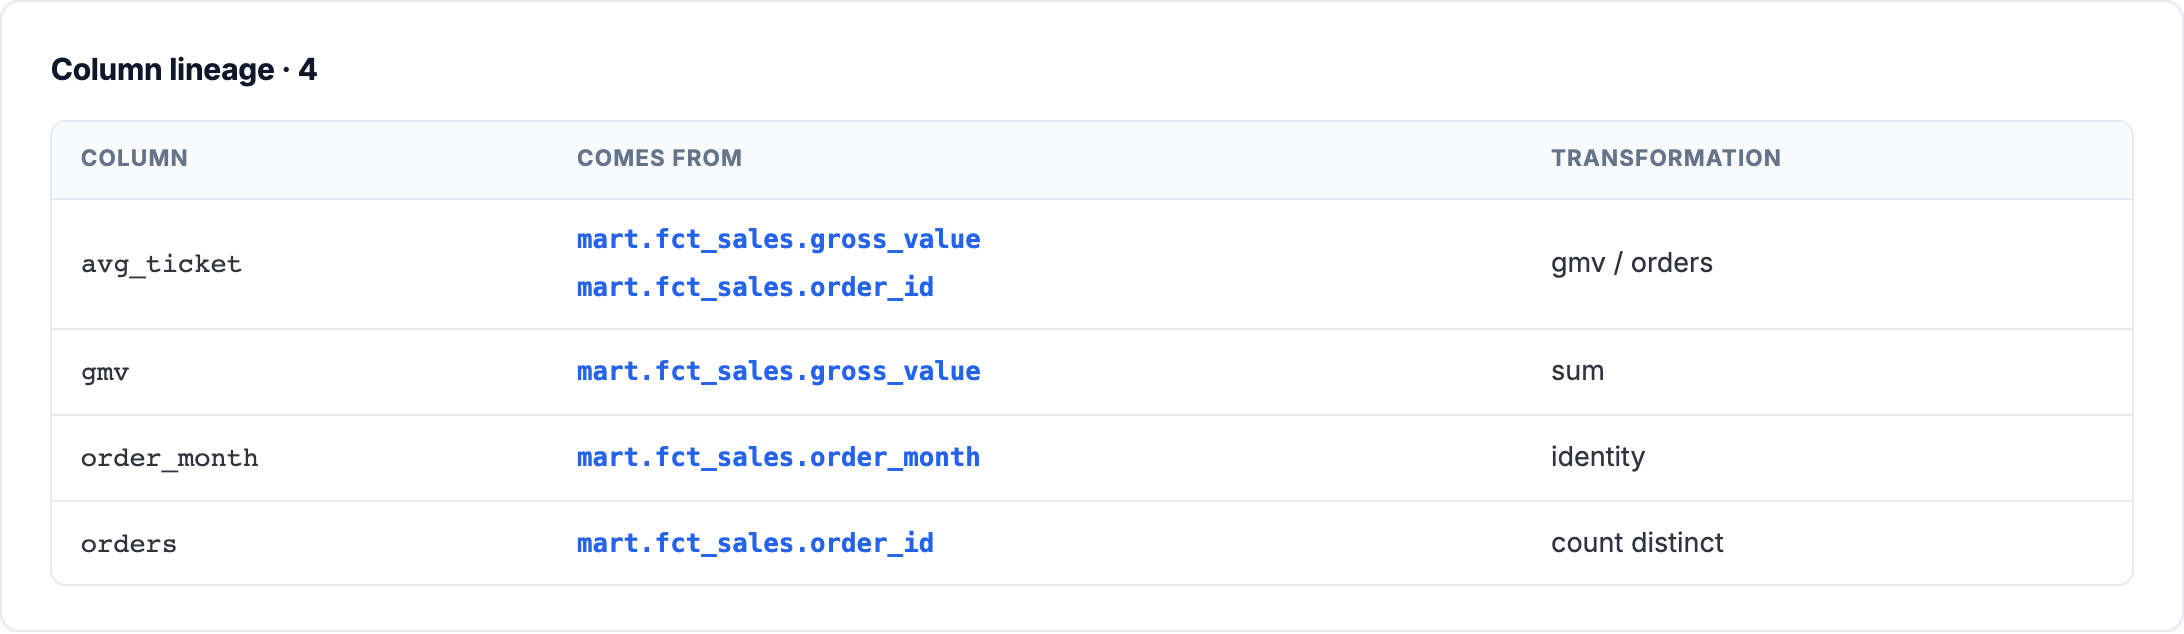 Column lineage · 4
COLUMN COMES FROM TRANSFORMATION
mart.fct_sales.gross_value
avg_ticket gmv / orders
mart.fct_sales.order_id
gmv mart.fct_sales.gross_value sum
order_month mart.fct_sales.order_month identity
orders mart.fct_sales.order_id count distinct